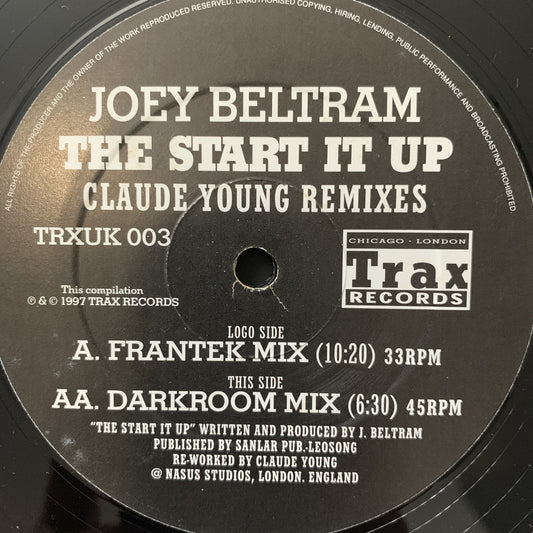 ALL RIGHTS OF THE PRODUCER AND THE OWNER OF THE WORK REPRODUCED RESERVED. UNAUTHORISED COPYING, HIRING, LENDING, PUBLIC PERFORMANCE AND BROADCASTING PROHIBITED
JOEY BELTRAM
THE START IT UP
CLAUDE YOUNG REMIXES
TRXUK 003
CHICAGO · LONDON
Trax
RECORDS
This compilation
℗ & © 1997 TRAX RECORDS
LOGO SIDE
A. FRANTEK MIX (10:20) 33RPM
THIS SIDE
AA. DARKROOM MIX (6:30) 45RPM
"THE START IT UP" WRITTEN AND PRODUCED BY J. BELTRAM
PUBLISHED BY SANLAR PUB.-LEOSONG
RE-WORKED BY CLAUDE YOUNG
@ NASUS STUDIOS, LONDON. ENGLAND